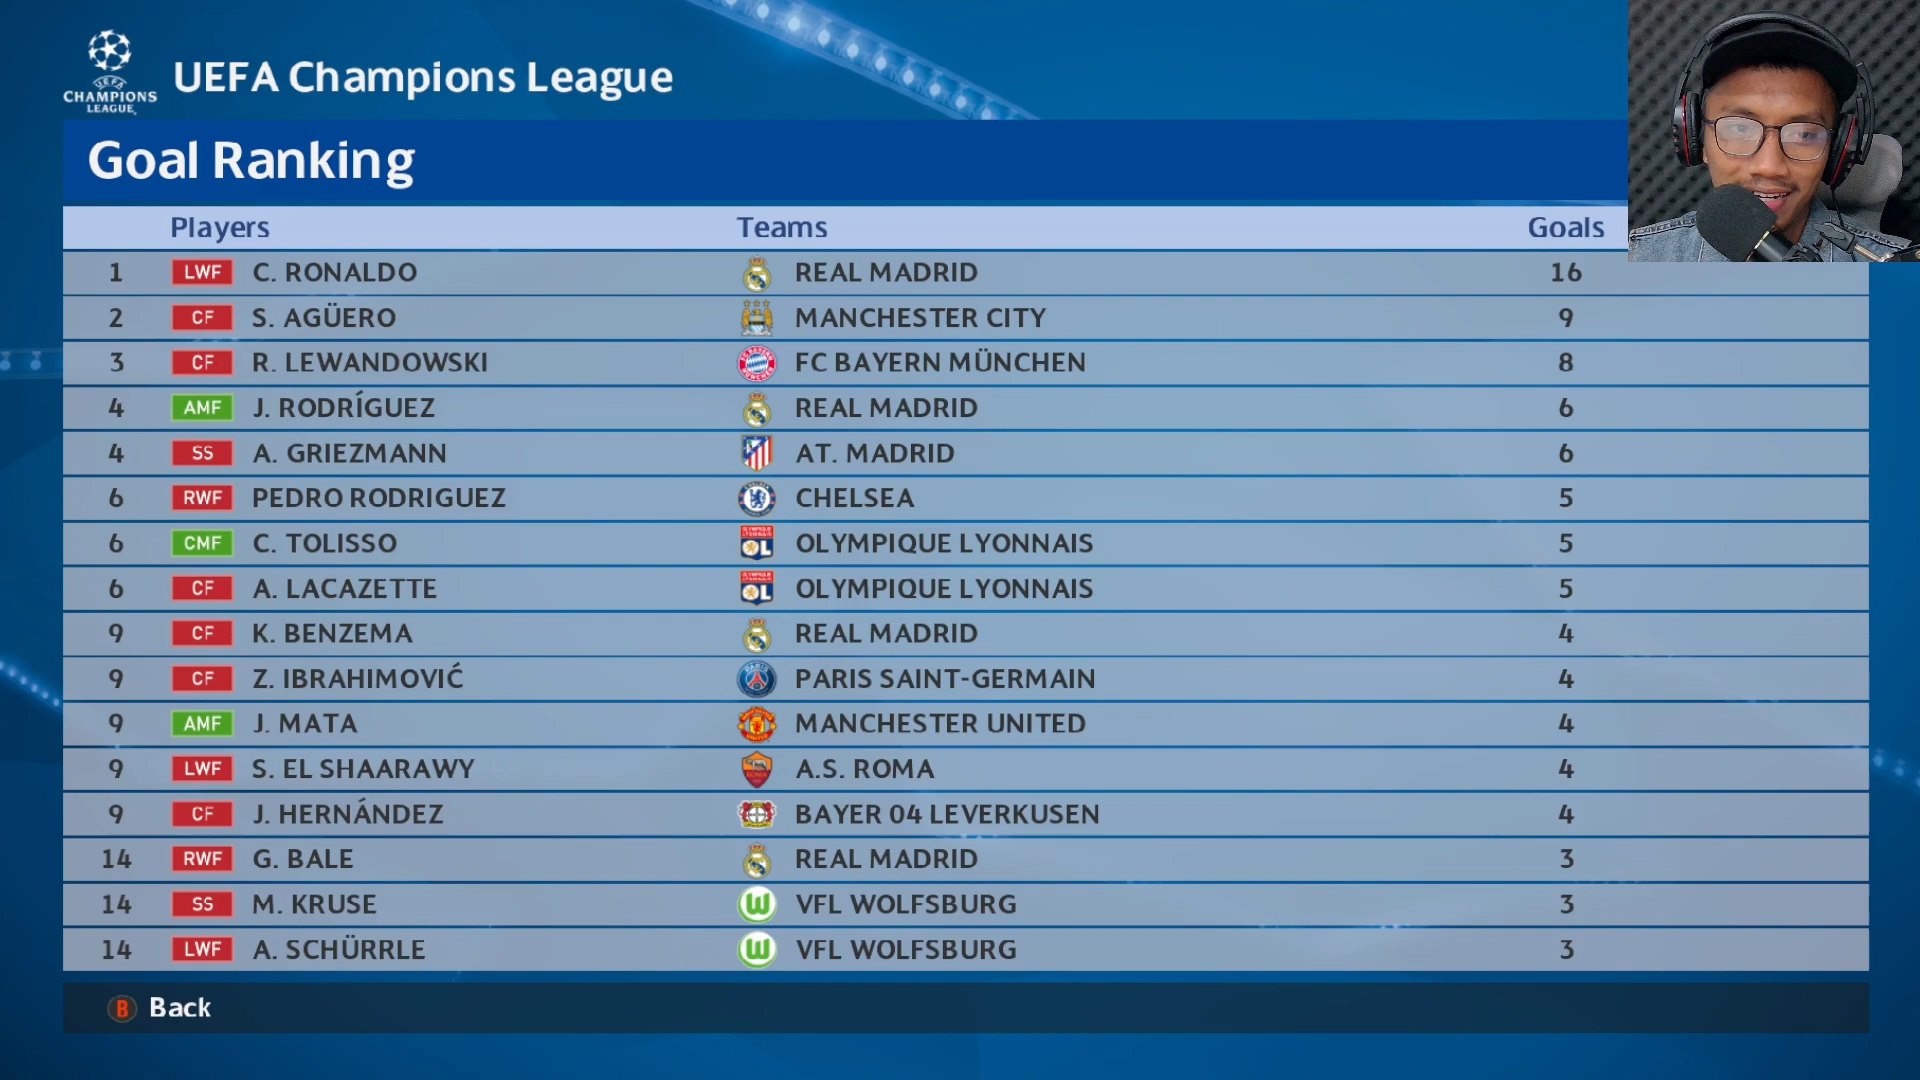 UEFA
CHAMPIONS
LEAGUE
UEFA Champions League
Goal Ranking
Players Teams Goals
1 LWF C. RONALDO REAL MADRID 16
2 CF S. AGÜERO MANCHESTER CITY 9
3 CF R. LEWANDOWSKI FC BAYERN MÜNCHEN 8
4 AMF J. RODRÍGUEZ REAL MADRID 6
4 SS A. GRIEZMANN AT. MADRID 6
6 RWF PEDRO RODRIGUEZ CHELSEA 5
6 CMF C. TOLISSO OLYMPIQUE LYONNAIS 5
6 CF A. LACAZETTE OLYMPIQUE LYONNAIS 5
9 CF K. BENZEMA REAL MADRID 4
9 CF Z. IBRAHIMOVIĆ PARIS SAINT-GERMAIN 4
9 AMF J. MATA MANCHESTER UNITED 4
9 LWF S. EL SHAARAWY A.S. ROMA 4
9 CF J. HERNÁNDEZ BAYER 04 LEVERKUSEN 4
14 RWF G. BALE REAL MADRID 3
14 SS M. KRUSE VFL WOLFSBURG 3
14 LWF A. SCHÜRRLE VFL WOLFSBURG 3
B Back